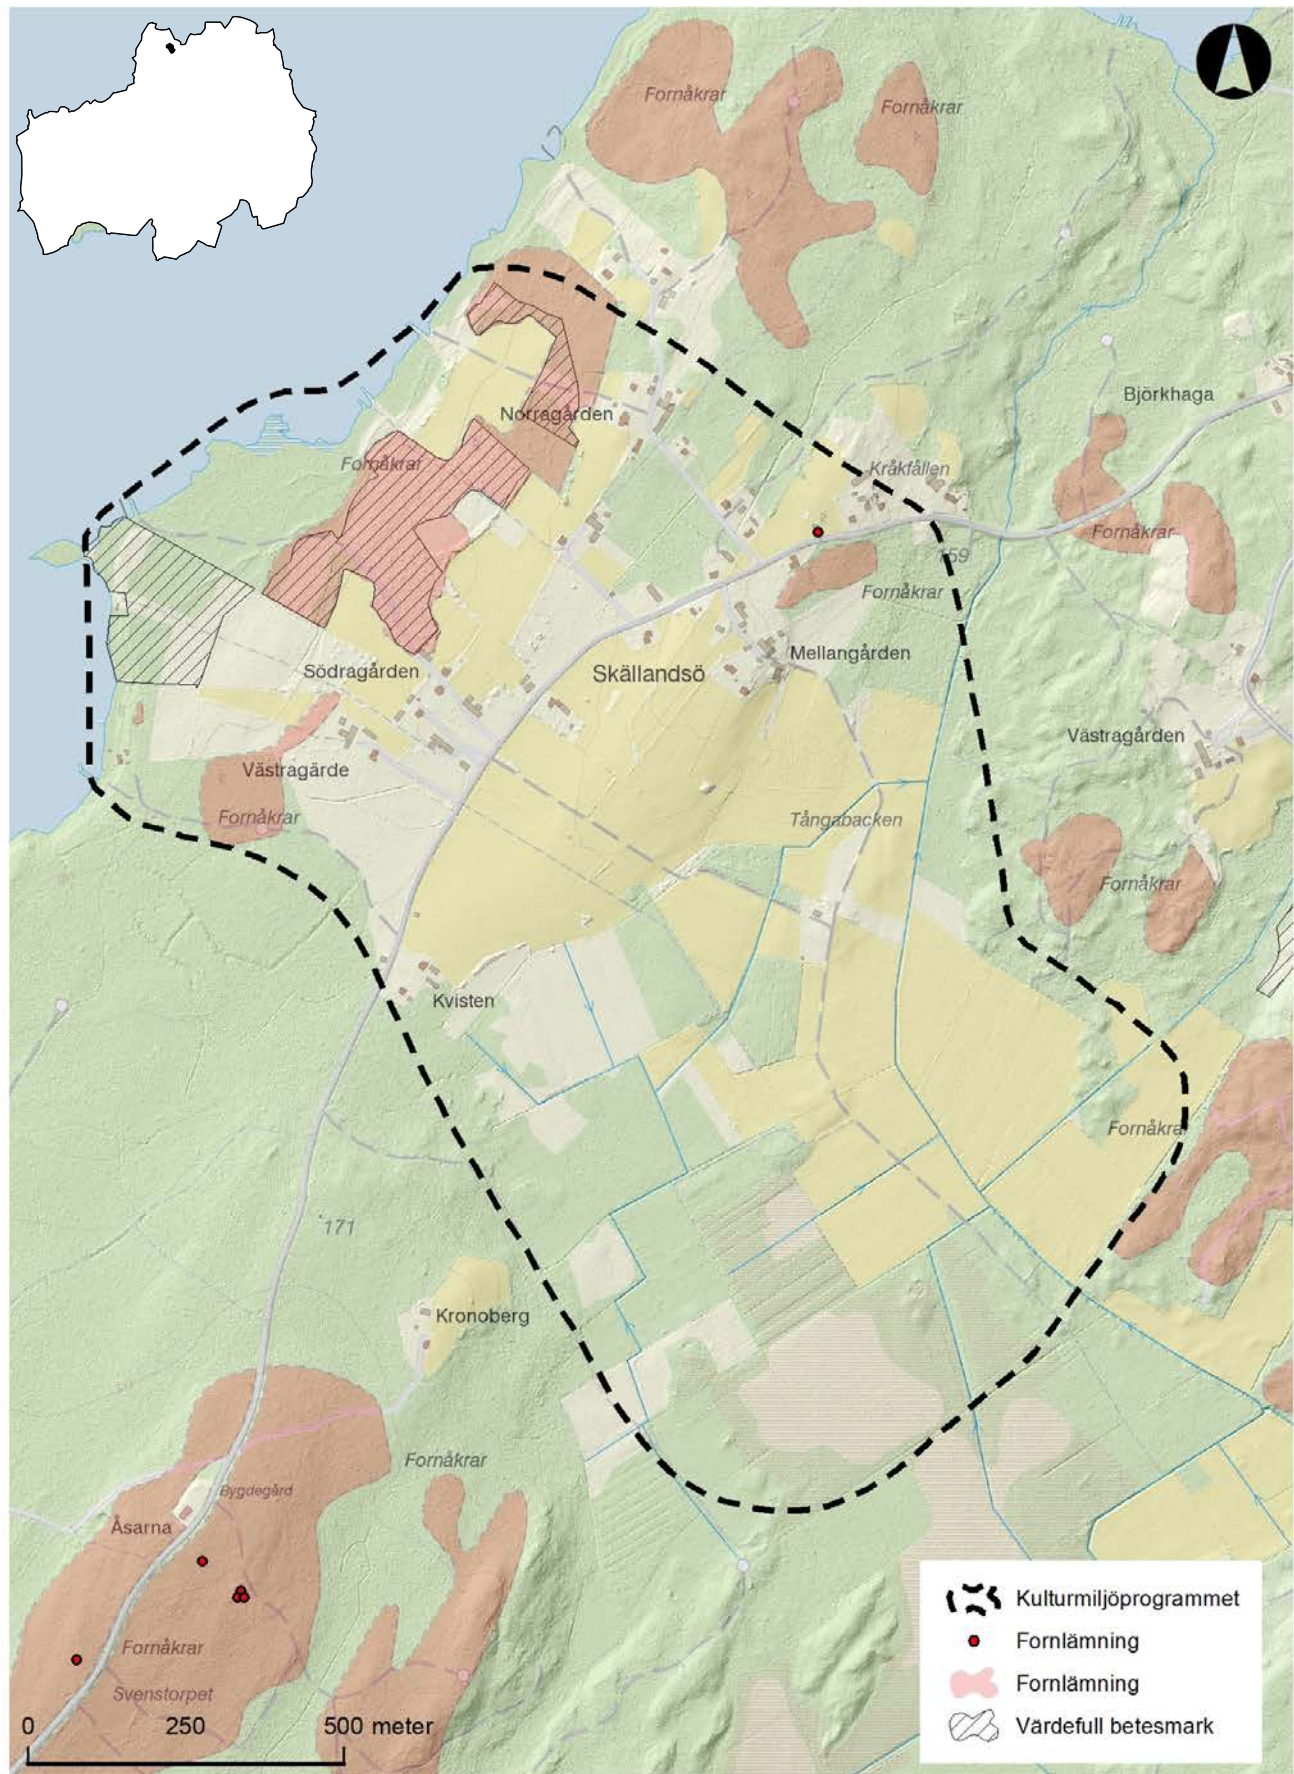 Fornåkrar
Fornåkrar
Björkhaga
Norragården
Fornåkrar
Kråkfållen
Fornåkrar
159
Fornåkrar
Mellangården
Södragården
Skällandsö
Västragården
Västragärde
Fornåkrar
Tångabacken
Fornåkrar
Kvisten
Fornåkrar
171
Kronoberg
Fornåkrar
Bygdegård
Åsarna
Fornåkrar
Svenstorpet
0 250 500 meter
Kulturmiljöprogrammet
Fornlämning
Fornlämning
Värdefull betesmark